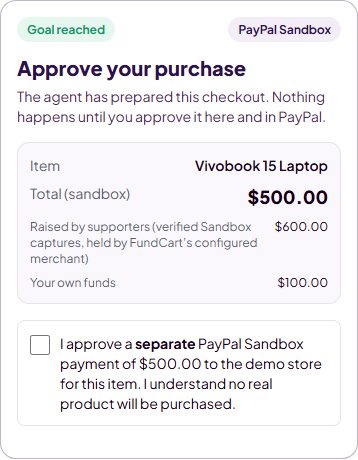 Goal reached
PayPal Sandbox
Approve your purchase
The agent has prepared this checkout. Nothing
happens until you approve it here and in PayPal.
Item
Vivobook 15 Laptop
Total (sandbox)
$500.00
Raised by supporters (verified Sandbox
captures, held by FundCart's configured
merchant)
$600.00
Your own funds
$100.00
I approve a separate PayPal Sandbox
payment of $500.00 to the demo store
for this item. I understand no real
product will be purchased.